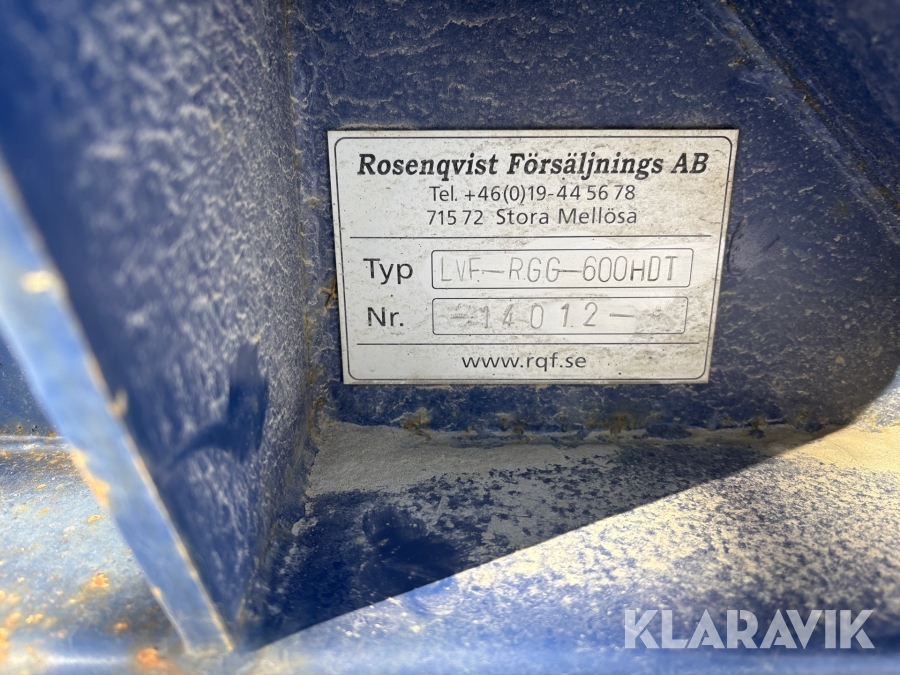 Rosenqvist Försäljnings AB
Tel. +46(0)19-44 56 78
715 72 Stora Mellösa
Typ LVF-RGG-600HDT
Nr. -14012-
www.rqf.se
KLARAVIK